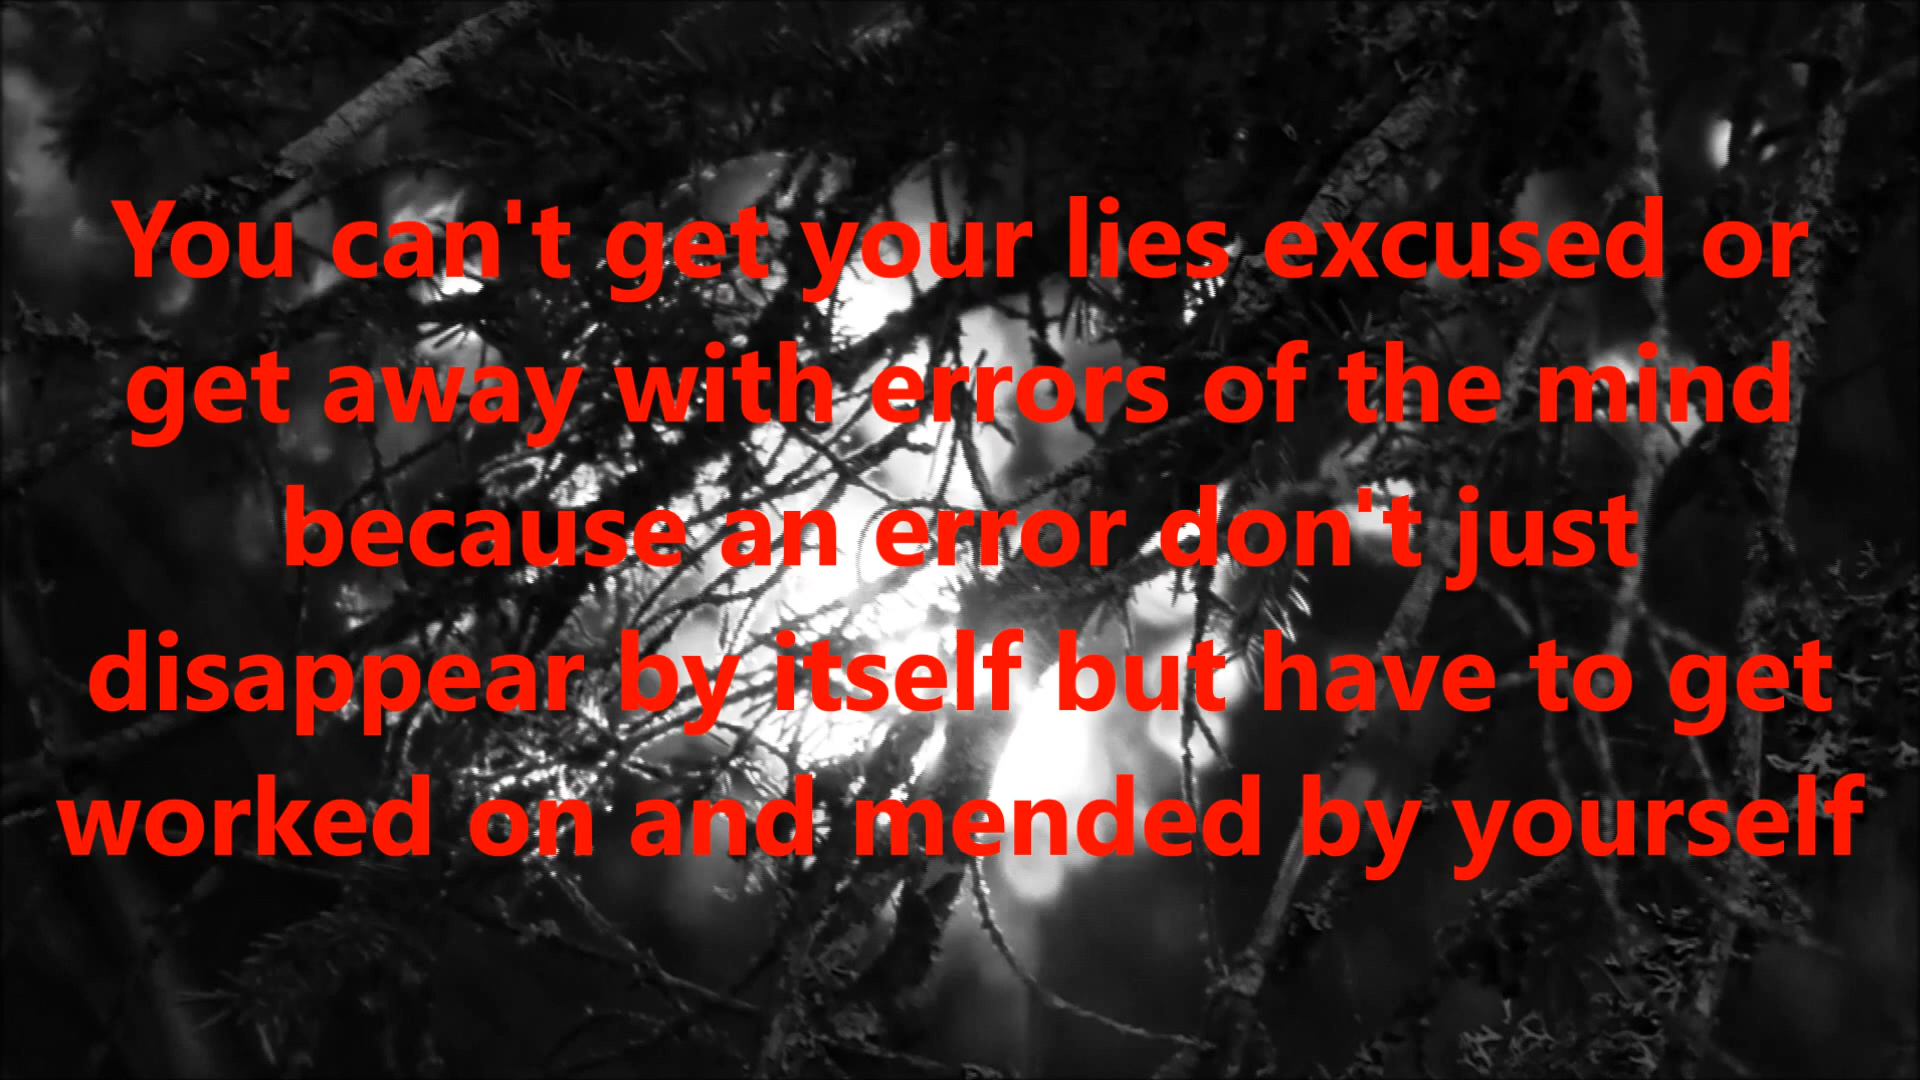 You can't get your lies excused or
get away with errors of the mind
because an error don't just
disappear by itself but have to get
worked on and mended by yourself